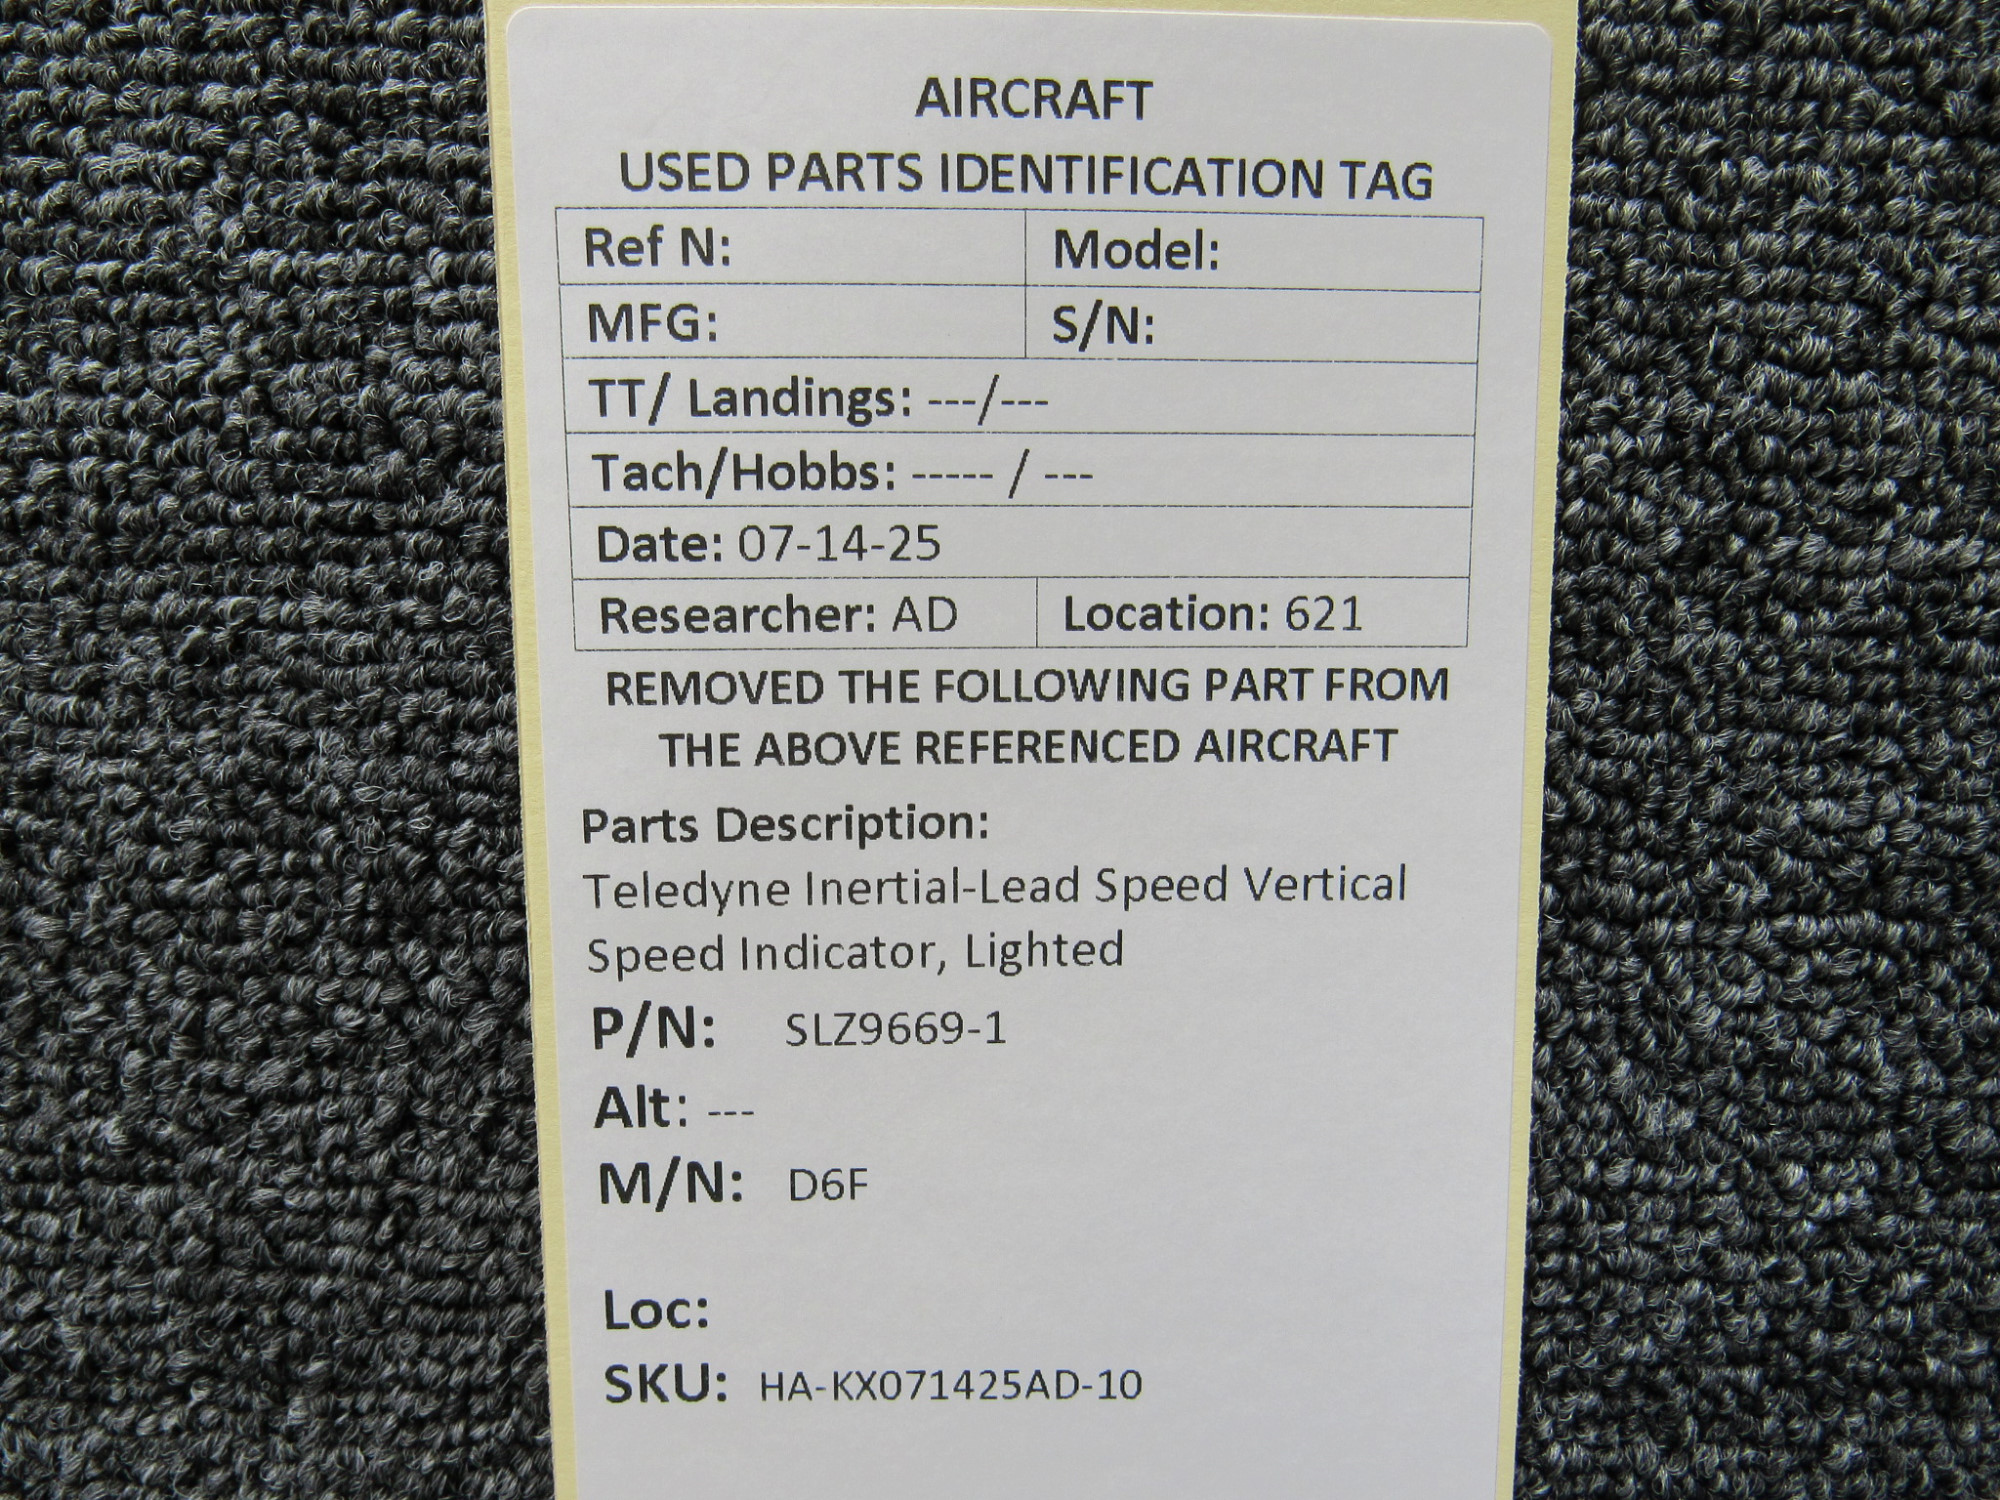 AIRCRAFT
USED PARTS IDENTIFICATION TAG
Ref N: Model:
MFG: S/N:
TT/ Landings: ---/---
Tach/Hobbs: ----- / ---
Date: 07-14-25
Researcher: AD Location: 621
REMOVED THE FOLLOWING PART FROM
THE ABOVE REFERENCED AIRCRAFT
Parts Description:
Teledyne Inertial-Lead Speed Vertical
Speed Indicator, Lighted
P/N: SLZ9669-1
Alt: ---
M/N: D6F
Loc:
SKU: HA-KX071425AD-10